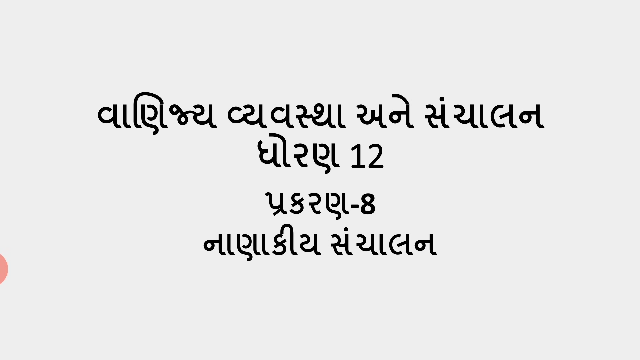 વાણિજ્ય વ્યવસ્થા અને સંચાલન
ધોરણ 12
પ્રકરણ-8
નાણાકીય સંચાલન